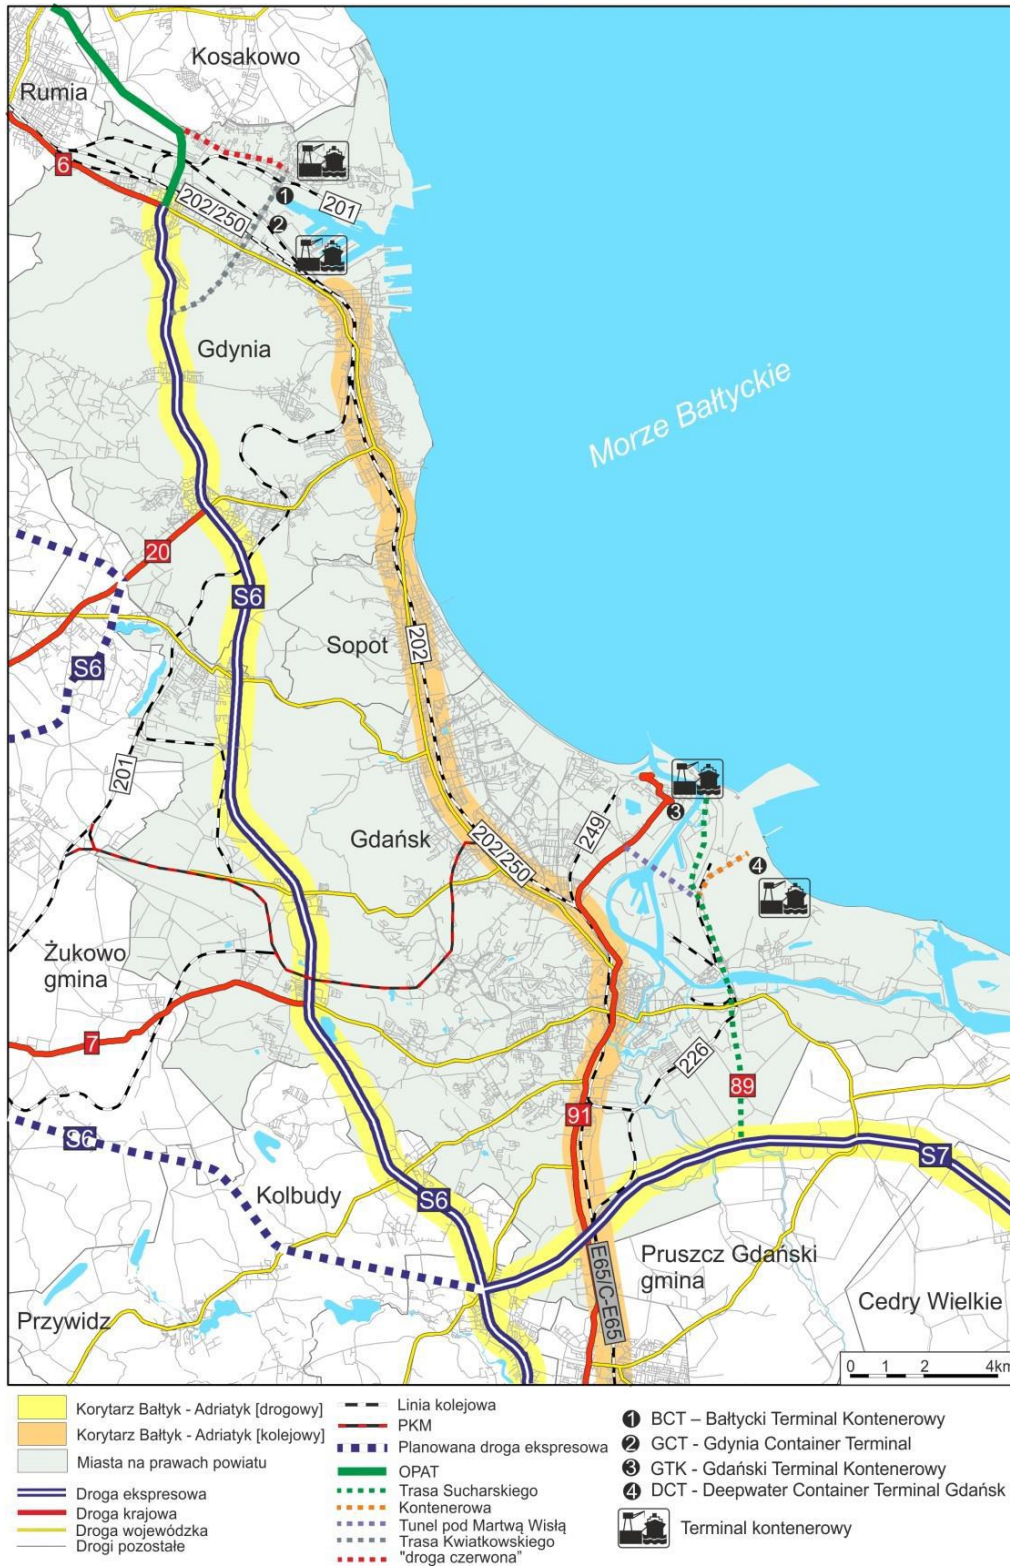 Kosakowo
Rumia
6
1
201
202/250
2
Gdynia
Morze Bałtyckie
20
S6
Sopot
202
S6
201
3
249
Gdańsk
202/250
4
Żukowo
gmina
7
226
89
91
S6
S7
Kolbudy
S6
Pruszcz Gdański
gmina
E65/C-E65
Cedry Wielkie
Przywidz
0 1 2 4km
Korytarz Bałtyk - Adriatyk [drogowy]
Korytarz Bałtyk - Adriatyk [kolejowy]
Miasta na prawach powiatu
Droga ekspresowa
Droga krajowa
Droga wojewódzka
Drogi pozostałe
Linia kolejowa
PKM
Planowana droga ekspresowa
OPAT
Trasa Sucharskiego
Kontenerowa
Tunel pod Martwą Wisłą
Trasa Kwiatkowskiego
"droga czerwona"
1 BCT – Bałtycki Terminal Kontenerowy
2 GCT - Gdynia Container Terminal
3 GTK - Gdański Terminal Kontenerowy
4 DCT - Deepwater Container Terminal Gdańsk
Terminal kontenerowy